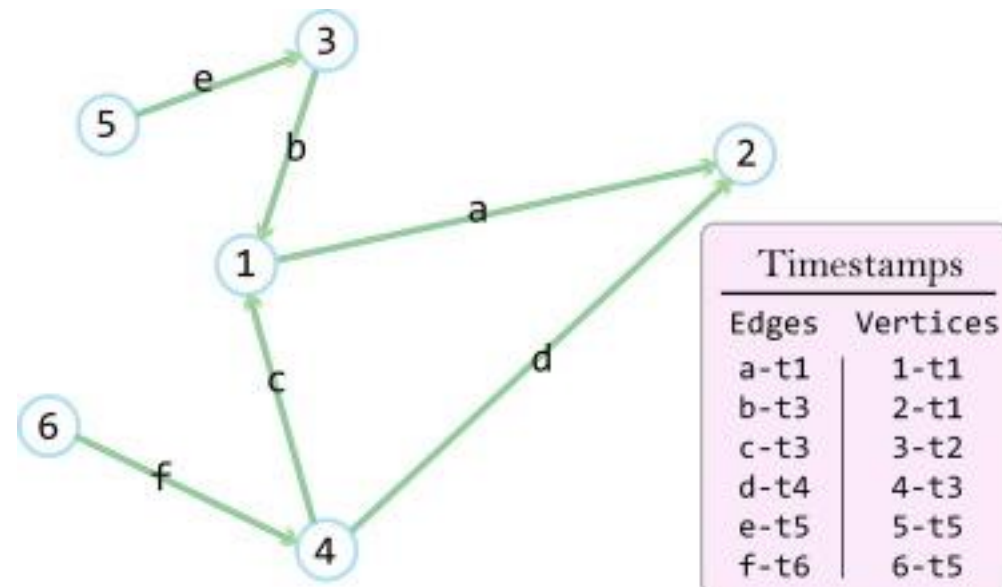 3
e
5
b
2
a
1
Timestamps
Edges Vertices
d
a-t1 1-t1
c
b-t3 2-t1
6
c-t3 3-t2
f
d-t4 4-t3
e-t5 5-t5
4
f-t6 6-t5